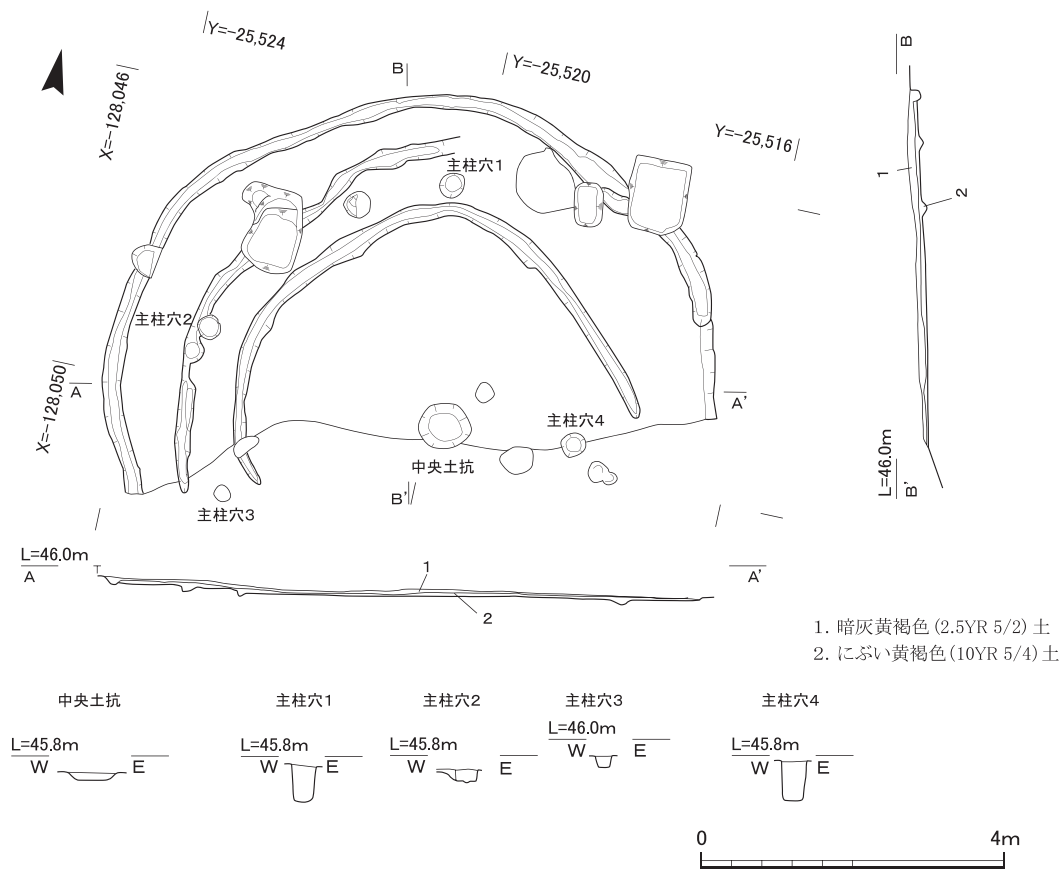 Y=-25,524
B
Y=-25,520
X=-128,046
Y=-25,516
主柱穴1
主柱穴2
X=-128,050
A
A'
主柱穴4
中央土坑
B'
主柱穴3
B
1
2
L=46.0m
B'
L=46.0m
A
A'
1
2
1. 暗灰黄褐色(2.5YR 5/2)土
2. にぶい黄褐色(10YR 5/4)土
中央土坑
L=45.8m
W E
主柱穴1
L=45.8m
W E
主柱穴2
L=45.8m
W E
主柱穴3
L=46.0m
W E
主柱穴4
L=45.8m
W E
0 4m